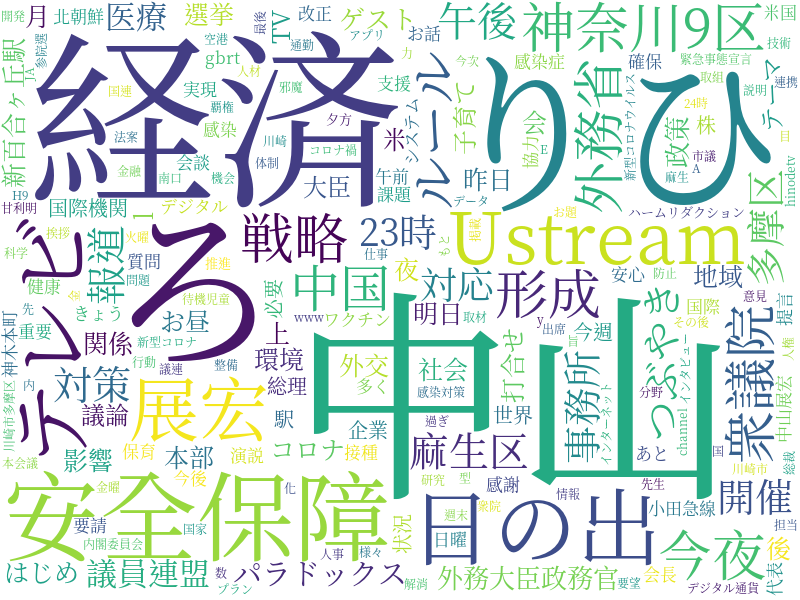 経済
りひろ
中山
テレビ
安全保障
日の出
Ustream
展宏
戦略
中国
形成
ルール
外務省
神奈川9区
午後
衆議院
つぶやき
事務所
麻生区
多摩区
今夜
開催
報道
対策
対応
23時
明日
昨日
医療
選挙
TV
ゲスト
改正
お話
月
北朝鮮
gbrt
実現
支援
米
感染
会談
大臣
午前
課題
国際機関
デジタル
1
新百合ヶ丘駅
健康
質問
お昼
関係
きょう
重要
神木本町
議論
影響
本部
環境
総理
上
必要
夜
外交
多く
社会
世界
企業
駅
コロナ
接種
ワクチン
www
演説
保育
今後
要請
議員連盟
はじめ
パラドックス
外務大臣政務官
状況
日曜
感謝
打合せ
今週
地域
安心
防止
国際
提言
意見
テーマ
株
政策
子育て
協力
会
システム
感染症
確保
緊急事態宣言
取組
技術
米国
連携
説明
24時
新型コロナウイルス
市議
麻生
A
E
データ
himodetv
ハームリダクション
その後
人権
中山展宏
インタビュー
channel
インターネット
分野
国
川崎市
総裁
先生
小田急線
情報
型
研究
週末
衆院
担当
代表
後
会長
デジタル通貨
要望
解消
人事
様々
化
国家
内閣委員会
数
プラン
金曜
本会議
川崎市多摩区
内
先
議連
行動
整備
新型コロナ
待機児童
問題
推進
火曜
挨拶
科学
金
甘利明
H9
法案
金融
南口
機会
体制
コロナ禍
川崎
夕方
邪魔
覇権
国連
人材
空港
通勤
アプリ
力
今次
最後
開発
参院選
JA
お題
掲載
もと
仕事
取材
出席
旨
y
過ぎ
感染対策
あと
目